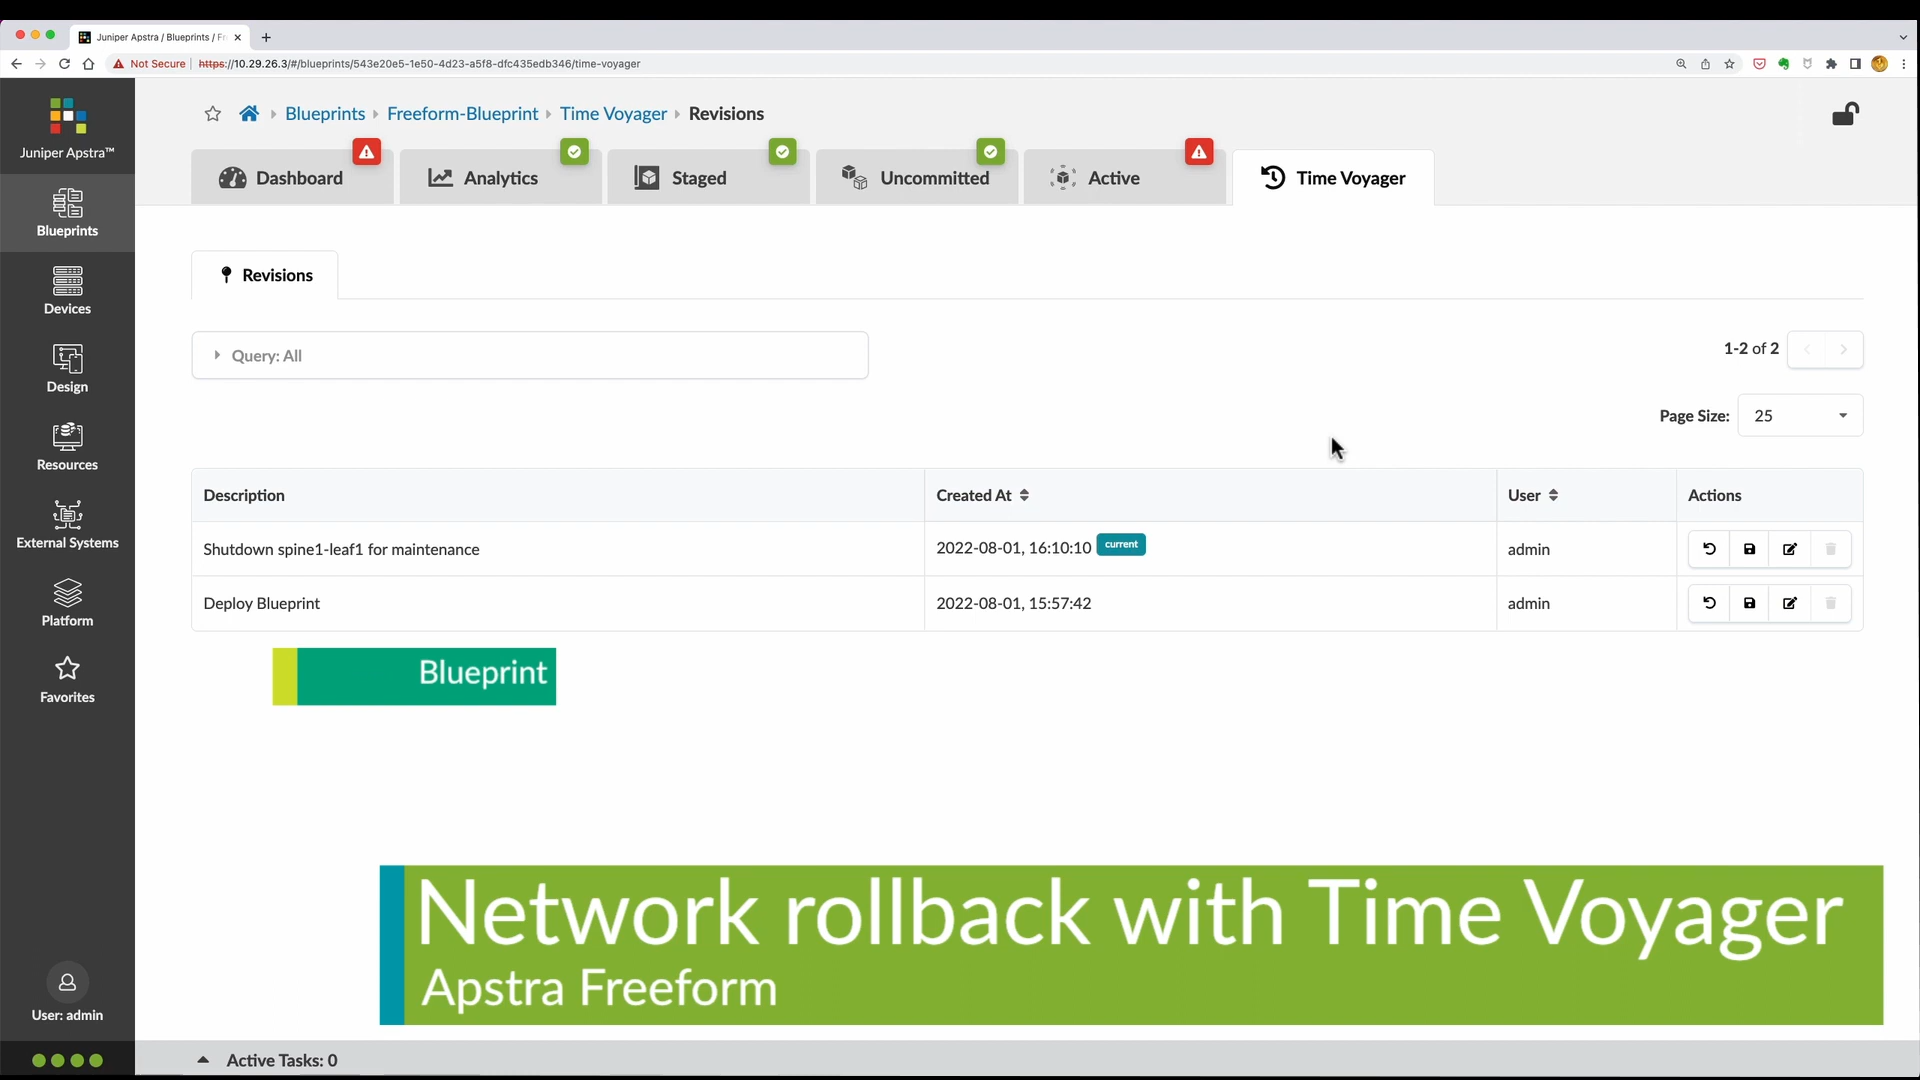 Juniper Apstra / Blueprints / Fr
Not Secure
https://10.29.26.3/#/blueprints/543e20e5-1e50-4d23-a5f8-dfc435edb346/time-voyager
Juniper Apstra™
Blueprints
Freeform-Blueprint
Time Voyager
Revisions
Dashboard
Analytics
Staged
Uncommitted
Active
Time Voyager
Blueprints
Devices
Design
Resources
External Systems
Platform
Favorites
User: admin
Revisions
Query: All
1-2 of 2
Page Size: 25
Description Created At User Actions
Shutdown spine1-leaf1 for maintenance 2022-08-01, 16:10:10 current admin
Deploy Blueprint 2022-08-01, 15:57:42 admin
Blueprint
Network rollback with Time Voyager
Apstra Freeform
Active Tasks: 0